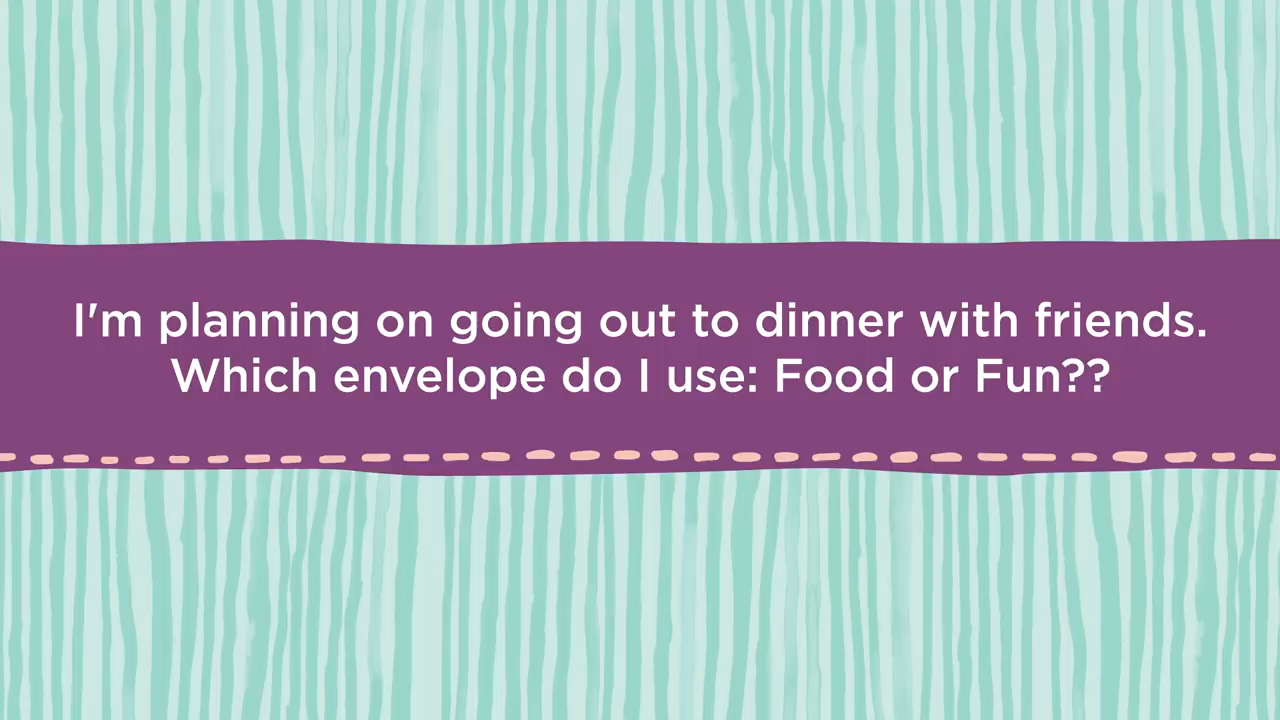 I'm planning on going out to dinner with friends.
Which envelope do I use: Food or Fun??